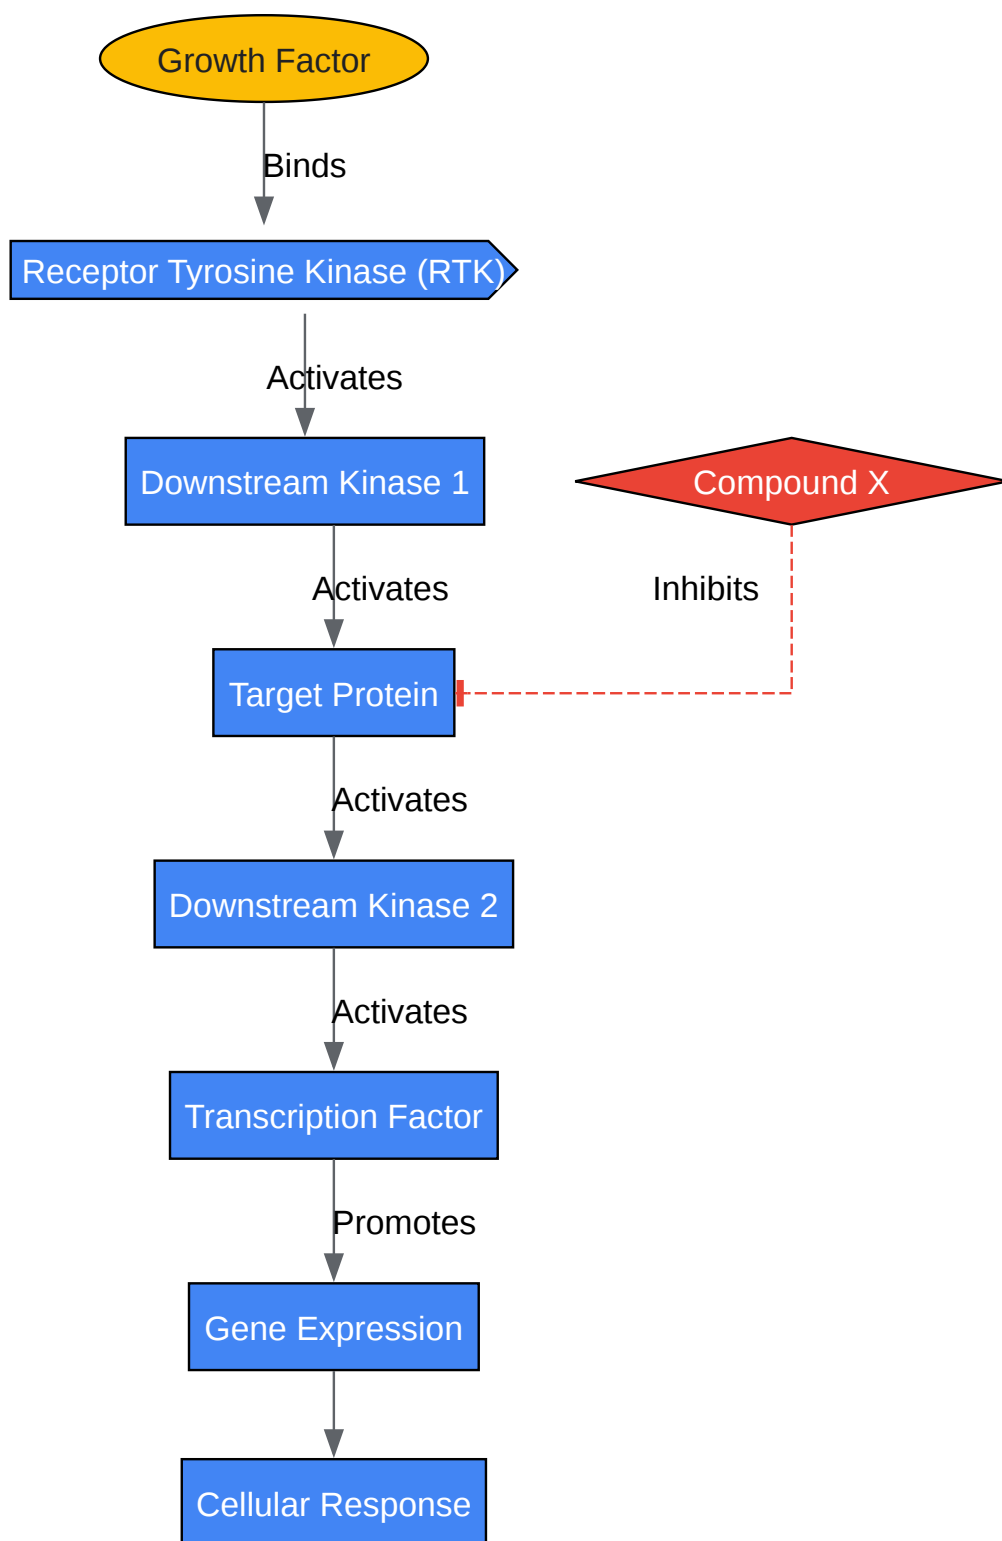 Growth Factor
Binds
Receptor Tyrosine Kinase (RTK)
Activates
Downstream Kinase 1
Compound X
Activates
Inhibits
Target Protein
Activates
Downstream Kinase 2
Activates
Transcription Factor
Promotes
Gene Expression
Cellular Response